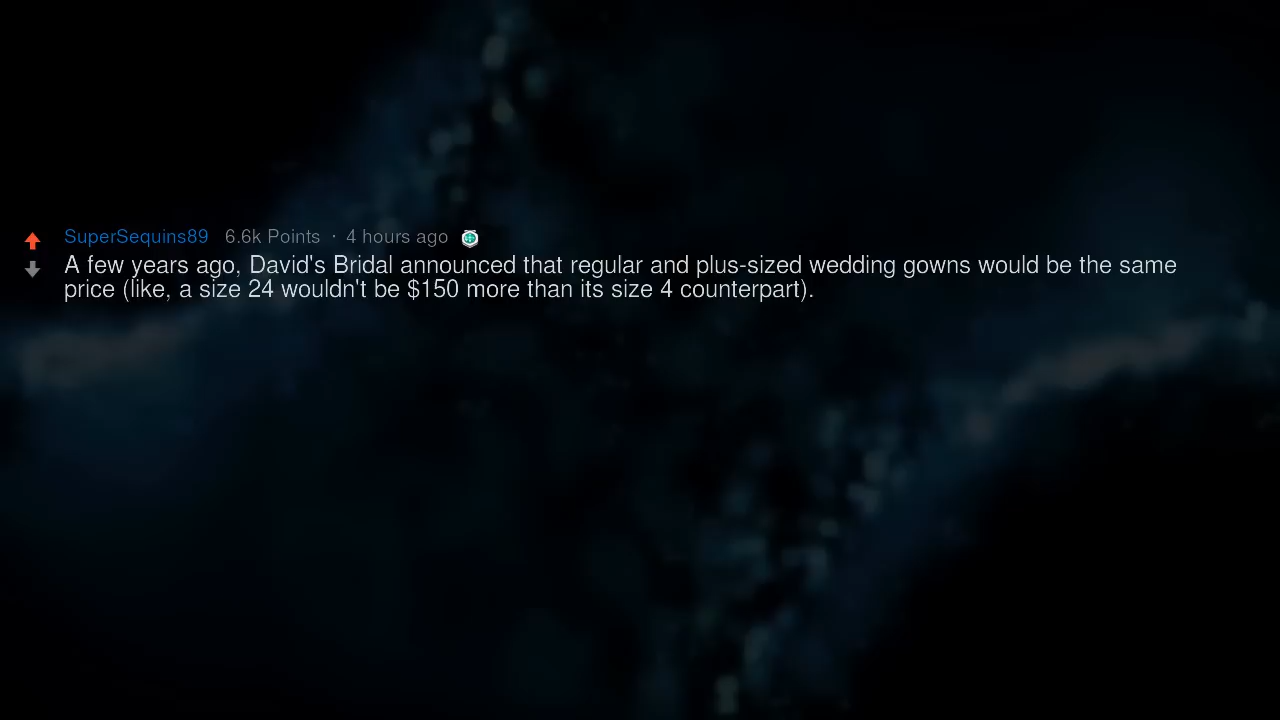 SuperSequins89 6.6k Points · 4 hours ago
A few years ago, David's Bridal announced that regular and plus-sized wedding gowns would be the same
price (like, a size 24 wouldn't be $150 more than its size 4 counterpart).